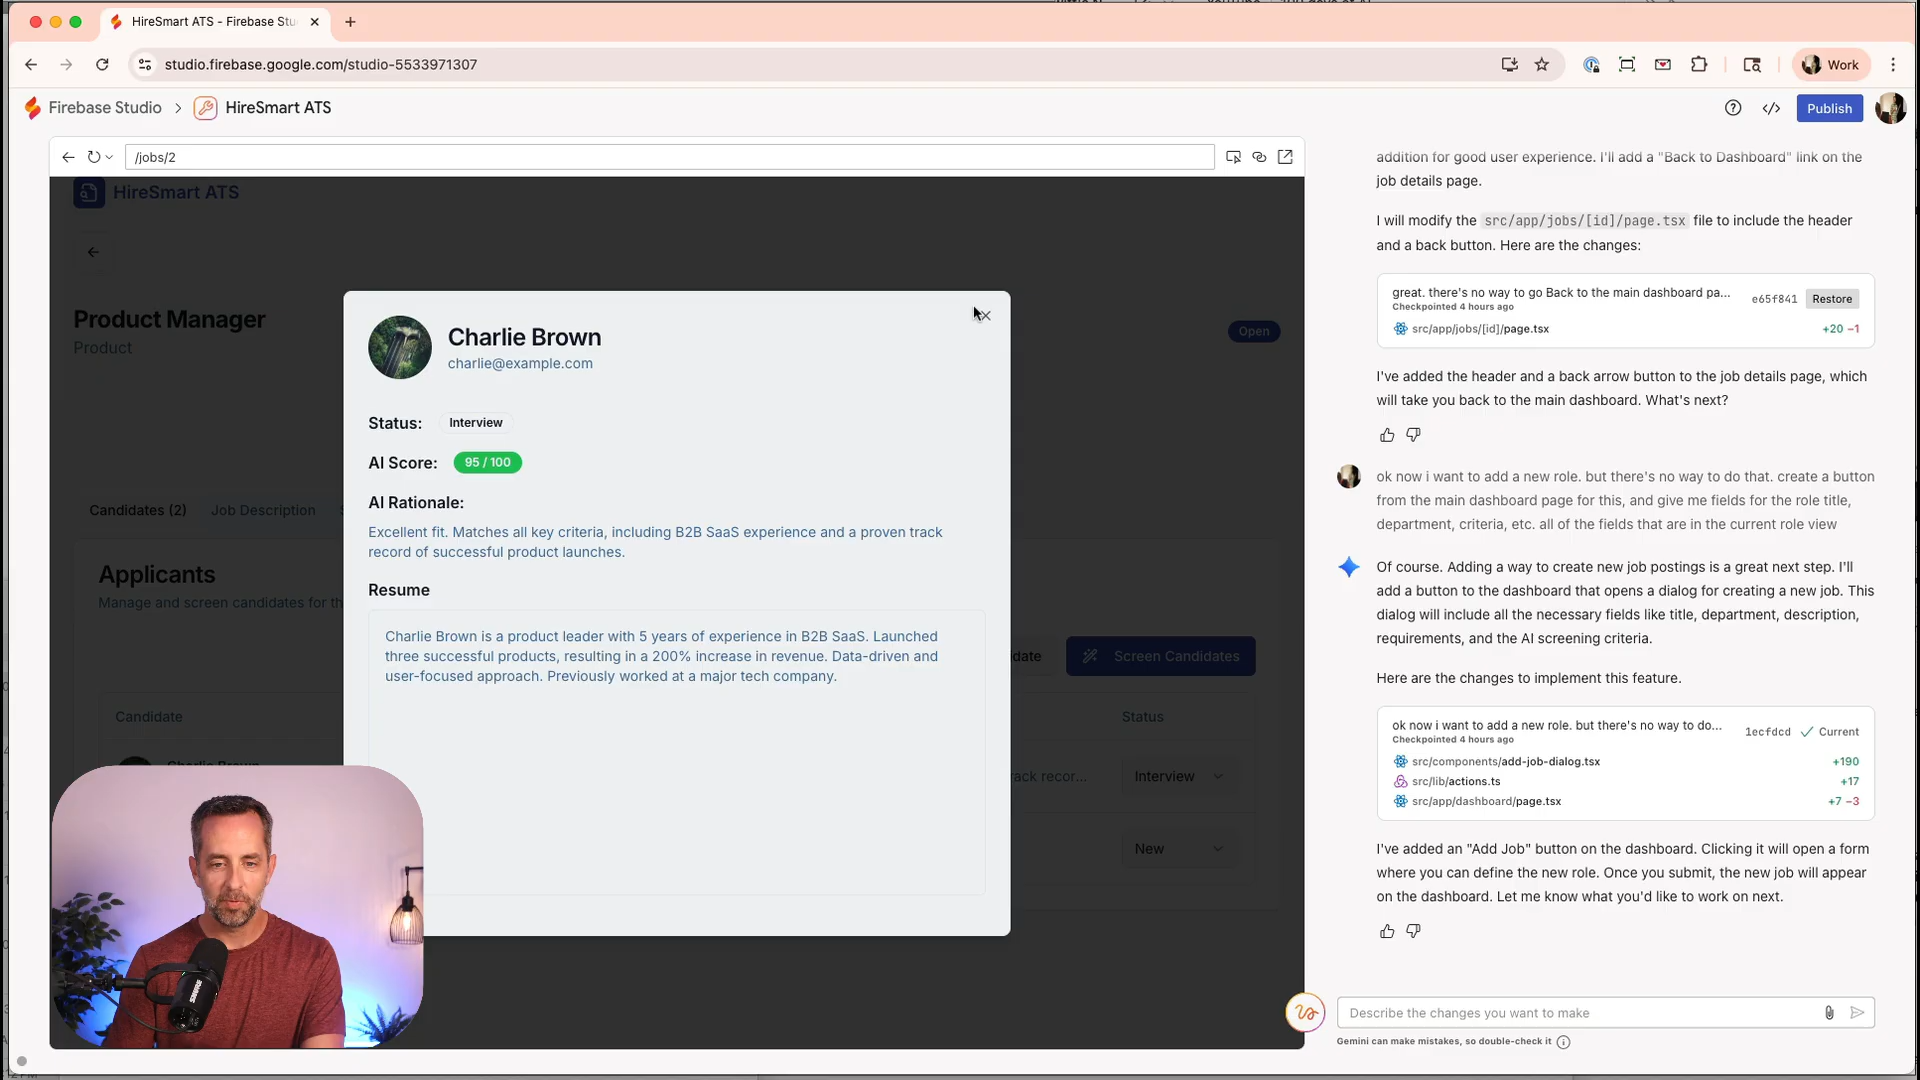 HireSmart ATS - Firebase Stu
studio.firebase.google.com/studio-5533971307
Work
Firebase Studio
HireSmart ATS
Publish
/jobs/2
HireSmart ATS
Product Manager
Product
Open
Candidates (2)
Job Description
Applicants
Manage and screen candidates for th
Screen Candidates
Candidate
Status
Interview
New
Charlie Brown
charlie@example.com
Status:
Interview
AI Score:
95 / 100
AI Rationale:
Excellent fit. Matches all key criteria, including B2B SaaS experience and a proven track
record of successful product launches.
Resume
Charlie Brown is a product leader with 5 years of experience in B2B SaaS. Launched
three successful products, resulting in a 200% increase in revenue. Data-driven and
user-focused approach. Previously worked at a major tech company.
addition for good user experience. I'll add a "Back to Dashboard" link on the
job details page.
I will modify the src/app/jobs/[id]/page.tsx file to include the header
and a back button. Here are the changes:
great. there's no way to go Back to the main dashboard pa...
e65f841
Restore
Checkpointed 4 hours ago
src/app/jobs/[id]/page.tsx
+20 −1
I've added the header and a back arrow button to the job details page, which
will take you back to the main dashboard. What's next?
ok now i want to add a new role. but there's no way to do that. create a button
from the main dashboard page for this, and give me fields for the role title,
department, criteria, etc. all of the fields that are in the current role view
Of course. Adding a way to create new job postings is a great next step. I'll
add a button to the dashboard that opens a dialog for creating a new job. This
dialog will include all the necessary fields like title, department, description,
requirements, and the AI screening criteria.
Here are the changes to implement this feature.
ok now i want to add a new role. but there's no way to do...
1ecfdcd
Current
Checkpointed 4 hours ago
src/components/add-job-dialog.tsx
+190
src/lib/actions.ts
+17
src/app/dashboard/page.tsx
+7 −3
I've added an "Add Job" button on the dashboard. Clicking it will open a form
where you can define the new role. Once you submit, the new job will appear
on the dashboard. Let me know what you'd like to work on next.
Describe the changes you want to make
Gemini can make mistakes, so double-check it